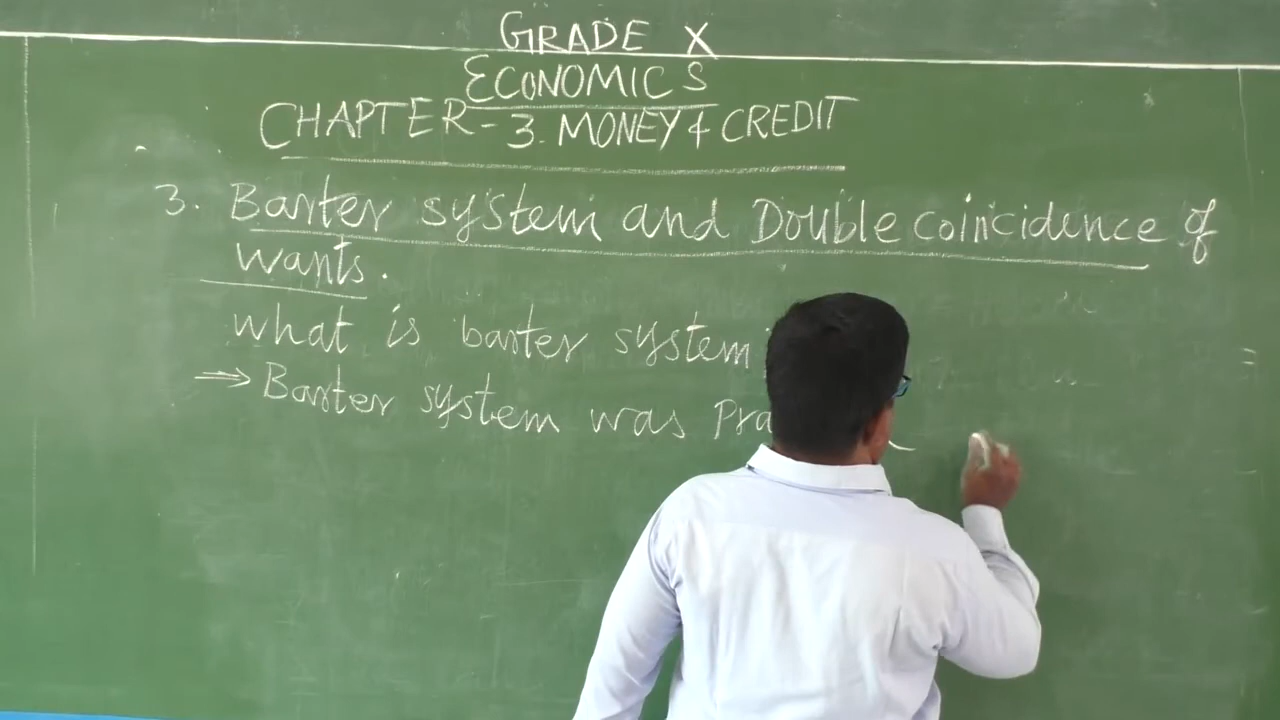 GRADE X
ECONOMICS
CHAPTER-3. MONEY & CREDIT
3. Barter system and Double coincidence of
wants.
what is barter system
⇒ Barter system was